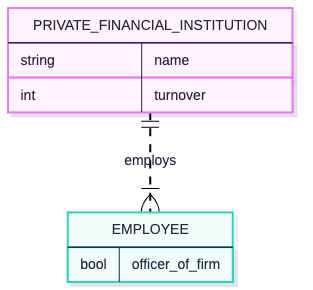 PRIVATE_FINANCIAL_INSTITUTION
string name
int turnover
employs
EMPLOYEE
bool officer_of_firm